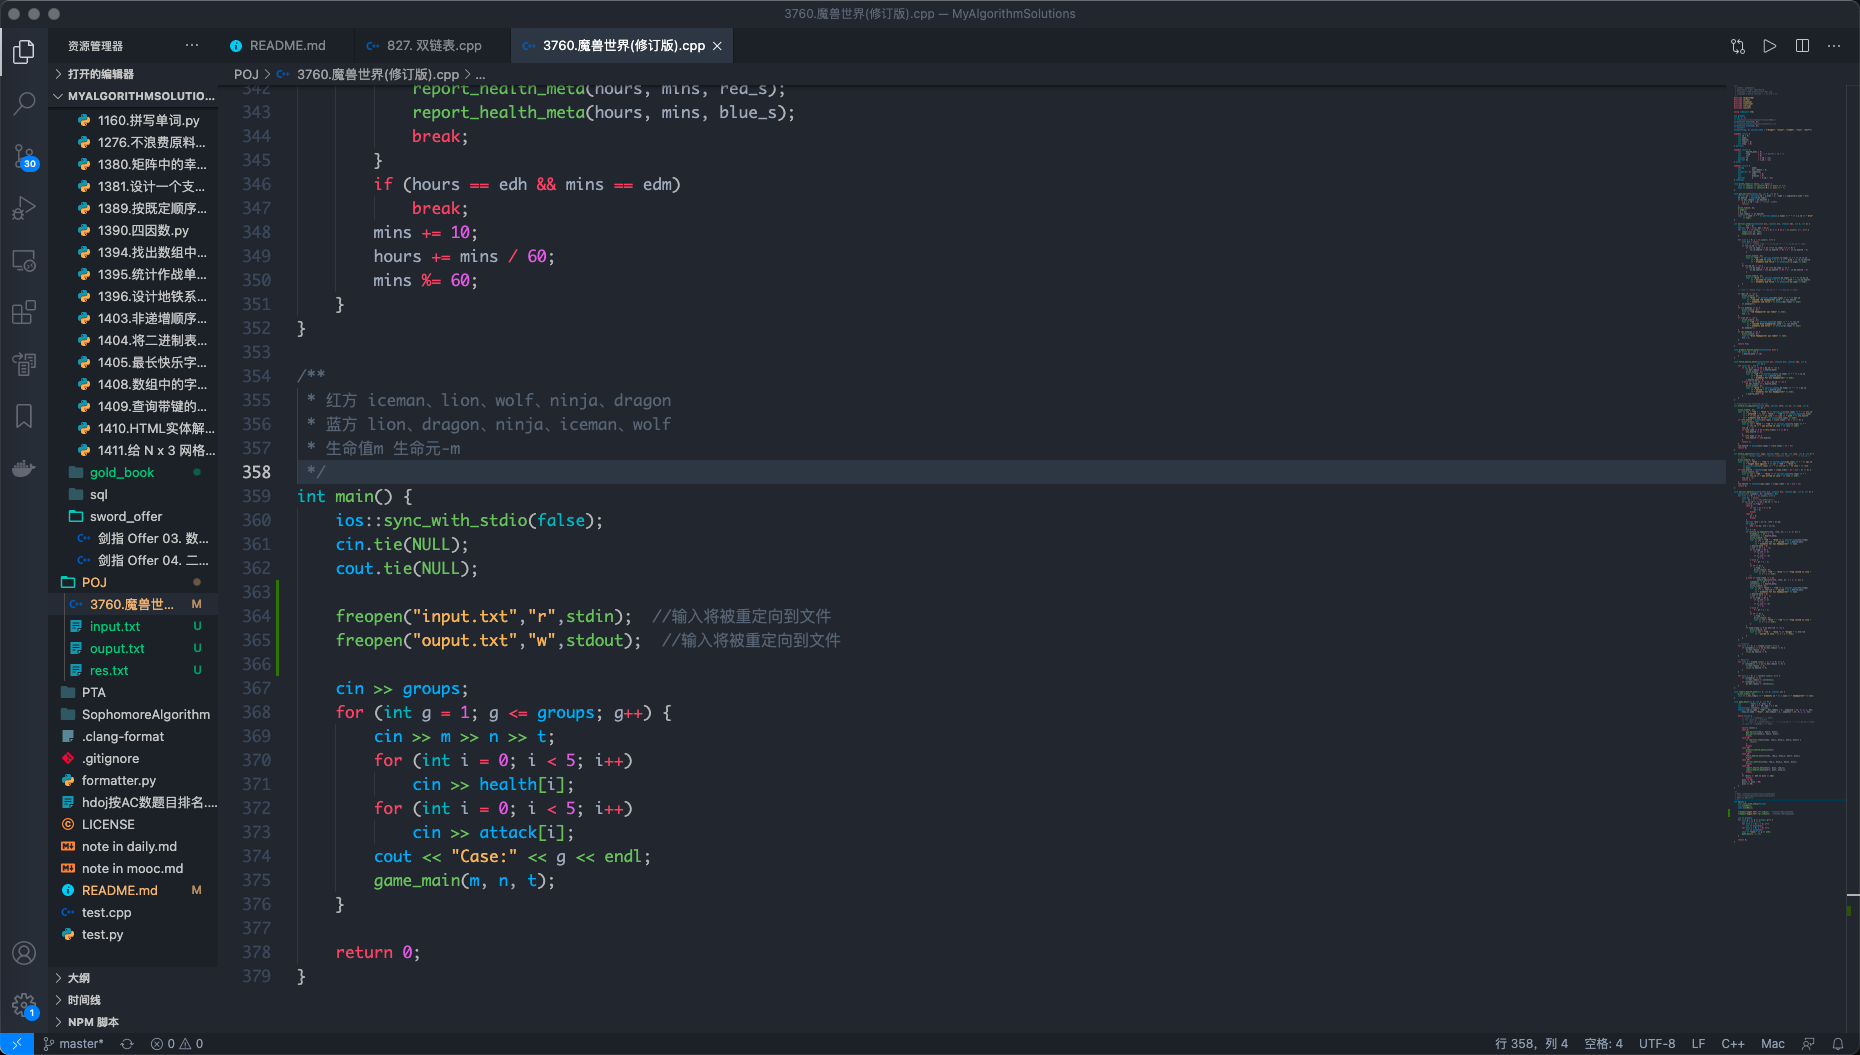 3760.魔兽世界(修订版).cpp — MyAlgorithmSolutions
资源管理器
README.md
827. 双链表.cpp
3760.魔兽世界(修订版).cpp
POJ > 3760.魔兽世界(修订版).cpp > ...
打开的编辑器
MYALGORITHMSOLUTIO...
1160.拼写单词.py
1276.不浪费原料...
1380.矩阵中的幸...
1381.设计一个支...
1389.按既定顺序...
1390.四因数.py
1394.找出数组中...
1395.统计作战单...
1396.设计地铁系...
1403.非递增顺序...
1404.将二进制表...
1405.最长快乐字...
1408.数组中的字...
1409.查询带键的...
1410.HTML实体解...
1411.给 N x 3 网格...
gold_book
sql
sword_offer
剑指 Offer 03. 数...
剑指 Offer 04. 二...
POJ
3760.魔兽世... M
input.txt U
ouput.txt U
res.txt U
PTA
SophomoreAlgorithm
.clang-format
.gitignore
formatter.py
hdoj按AC数题目排名....
LICENSE
note in daily.md
note in mooc.md
README.md M
test.cpp
test.py
大纲
时间线
NPM 脚本
30
1
342 report_health_meta(hours, mins, red_s);
343 report_health_meta(hours, mins, blue_s);
344 break;
345 }
346 if (hours == edh && mins == edm)
347 break;
348 mins += 10;
349 hours += mins / 60;
350 mins %= 60;
351 }
352 }
353
354 /**
355 * 红方 iceman、lion、wolf、ninja、dragon
356 * 蓝方 lion、dragon、ninja、iceman、wolf
357 * 生命值m 生命元-m
358 */
359 int main() {
360 ios::sync_with_stdio(false);
361 cin.tie(NULL);
362 cout.tie(NULL);
363
364 freopen("input.txt","r",stdin); //输入将被重定向到文件
365 freopen("ouput.txt","w",stdout); //输入将被重定向到文件
366
367 cin >> groups;
368 for (int g = 1; g <= groups; g++) {
369 cin >> m >> n >> t;
370 for (int i = 0; i < 5; i++)
371 cin >> health[i];
372 for (int i = 0; i < 5; i++)
373 cin >> attack[i];
374 cout << "Case:" << g << endl;
375 game_main(m, n, t);
376 }
377
378 return 0;
379 }
master* 0 0
行 358，列 4 空格: 4 UTF-8 LF C++ Mac